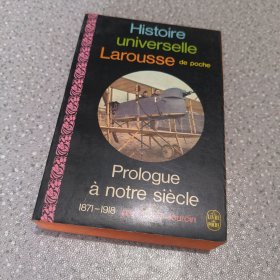 Histoire
universelle
Larousse de poche
Prologue
à notre siècle
1871-1918